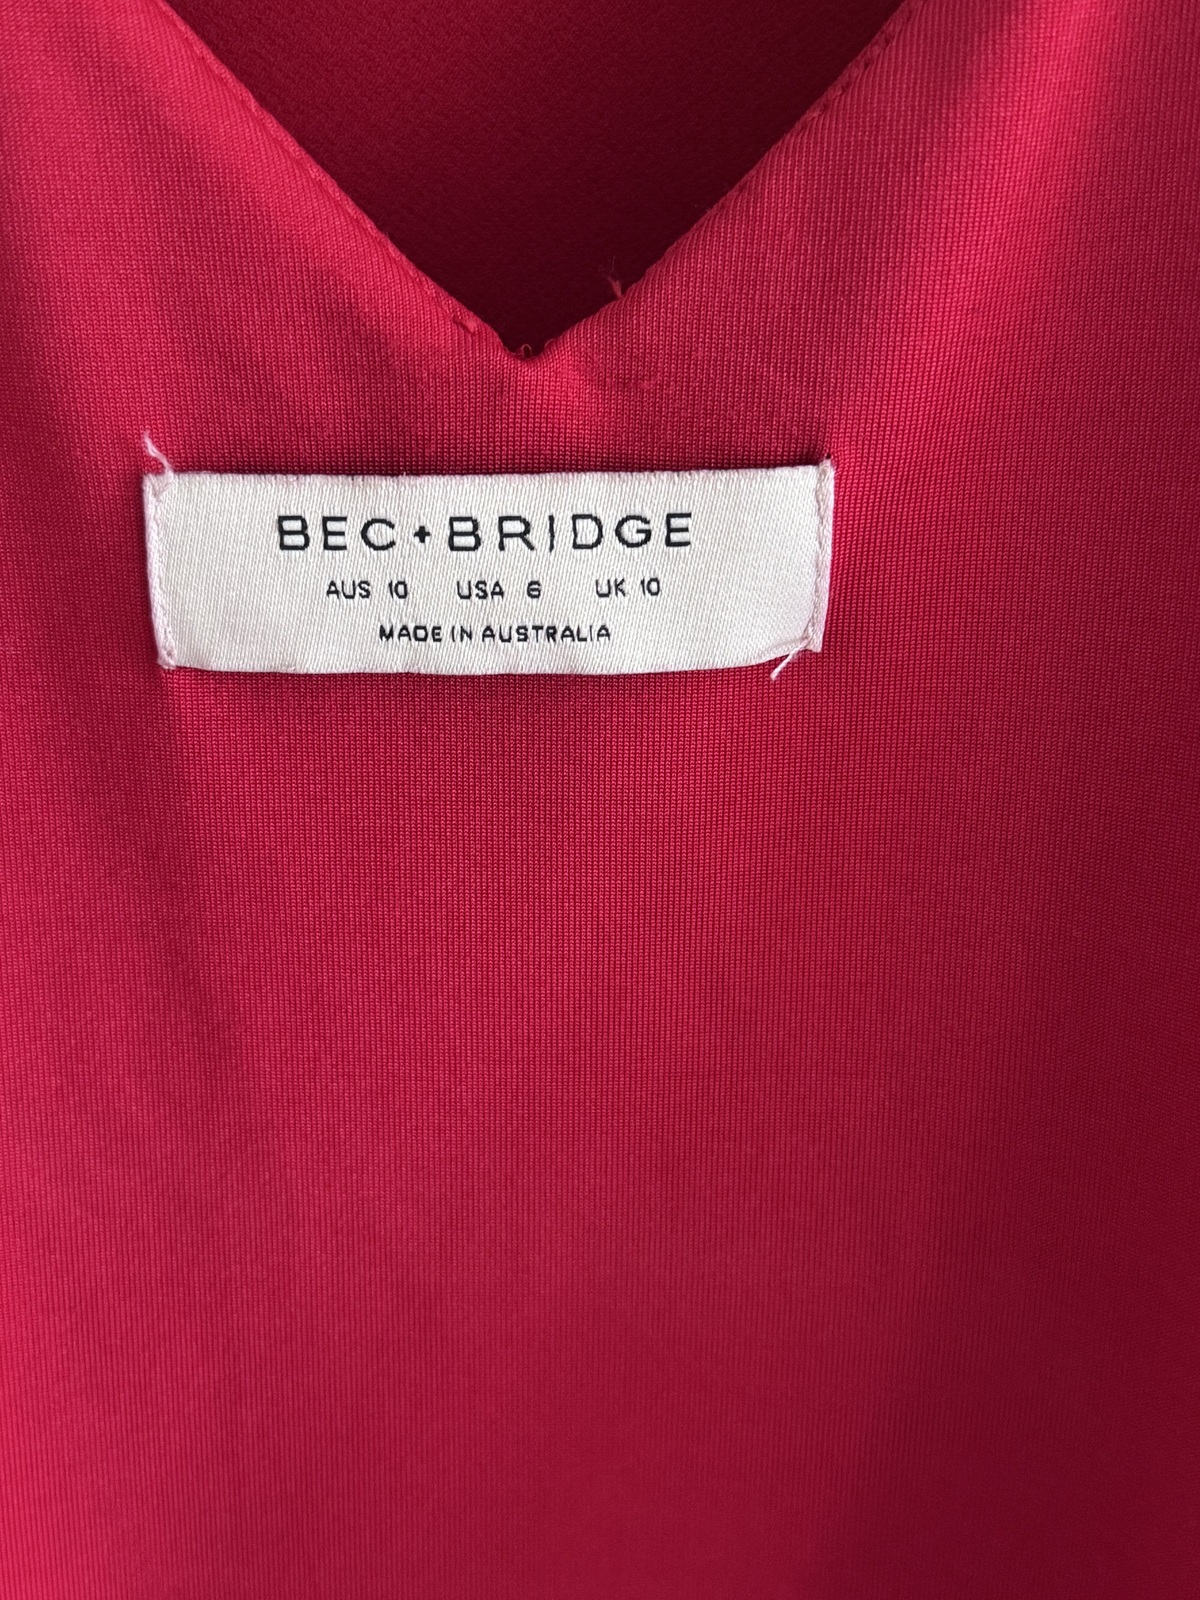 BEC+BRIDGE
AUS 10 USA 6 UK 10
MADE IN AUSTRALIA